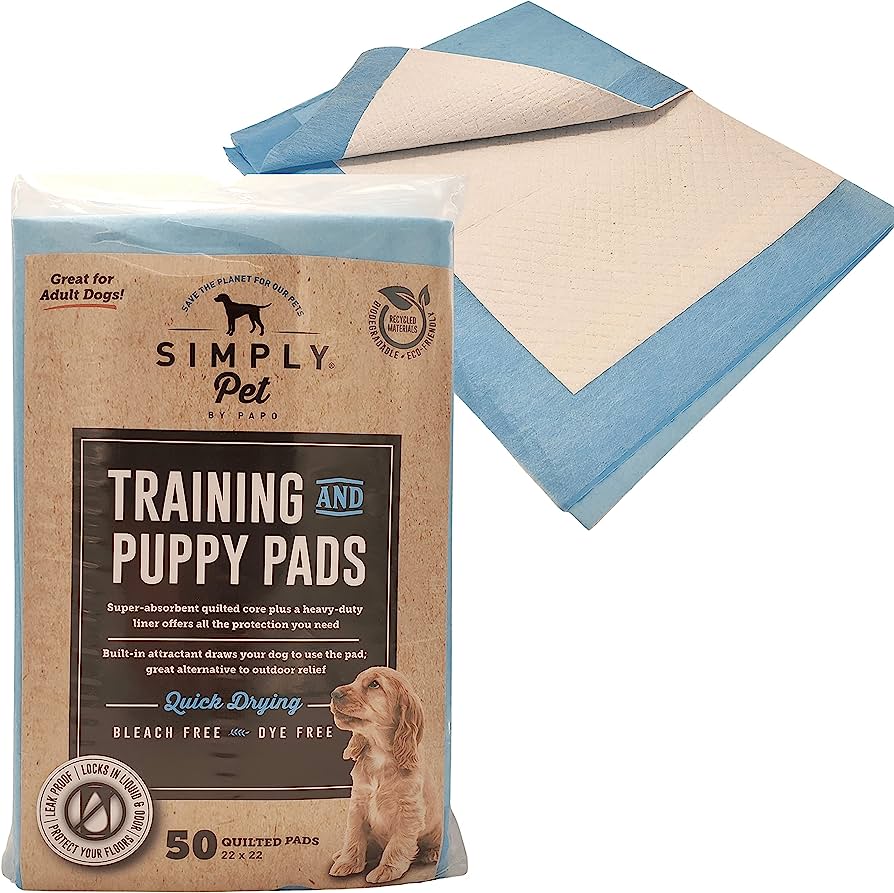 Great for
Adult Dogs!
SAVE THE PLANET FOR OUR PETS
SIMPLY®
Pet
BY PAPO
RECYCLED
MATERIALS
BIODEGRADABLE • ECO-FRIENDLY
TRAINING AND
PUPPY PADS
Super-absorbent quilted core plus a heavy-duty
liner offers all the protection you need
Built-in attractant draws your dog to use the pad;
great alternative to outdoor relief
Quick Drying
BLEACH FREE DYE FREE
LEAK PROOF | LOCKS IN LIQUID & ODOR |
PROTECT YOUR FLOORS |
50 QUILTED PADS
22 x 22